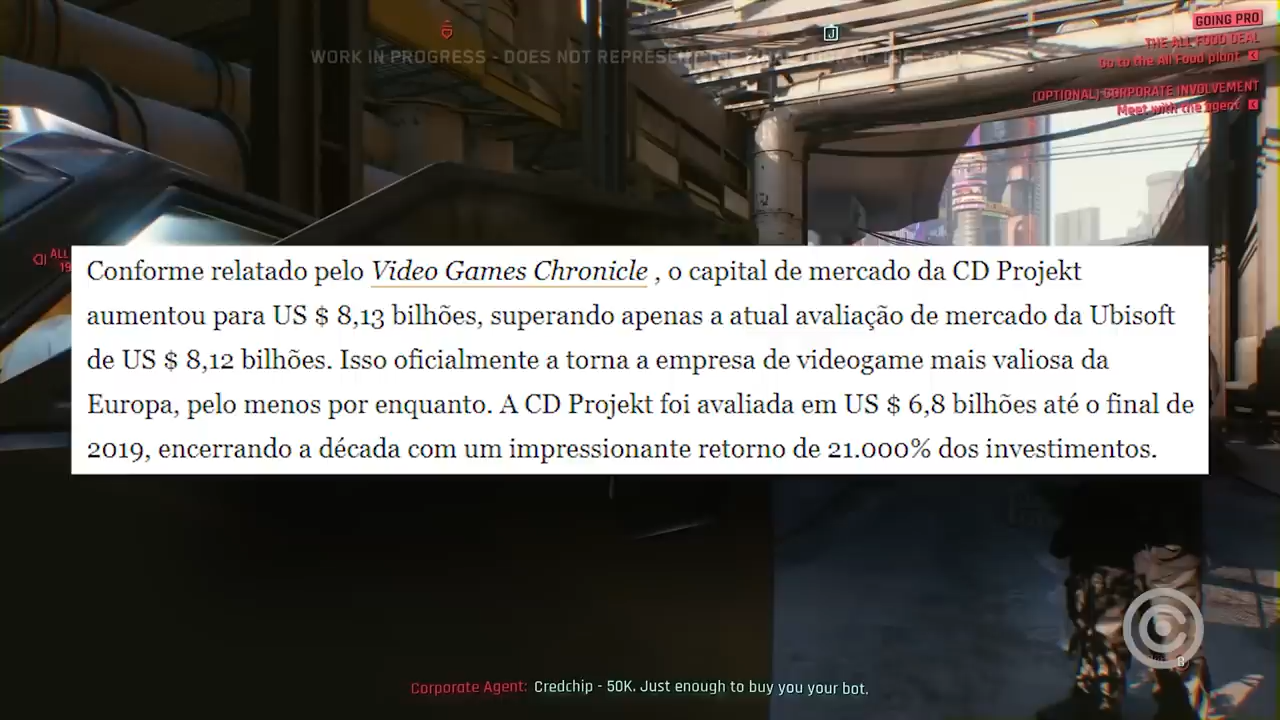 GOING PRO
THE ALL FOOD DEAL
Go to the All Food plant
WORK IN PROGRESS - DOES NOT REPRESENT
[OPTIONAL] CORPORATE INVOLVEMENT
Meet with the agent
ALL
19
Conforme relatado pelo Video Games Chronicle , o capital de mercado da CD Projekt
aumentou para US $ 8,13 bilhões, superando apenas a atual avaliação de mercado da Ubisoft
de US $ 8,12 bilhões. Isso oficialmente a torna a empresa de videogame mais valiosa da
Europa, pelo menos por enquanto. A CD Projekt foi avaliada em US $ 6,8 bilhões até o final de
2019, encerrando a década com um impressionante retorno de 21.000% dos investimentos.
Corporate Agent: Credchip - 50K. Just enough to buy you your bot.